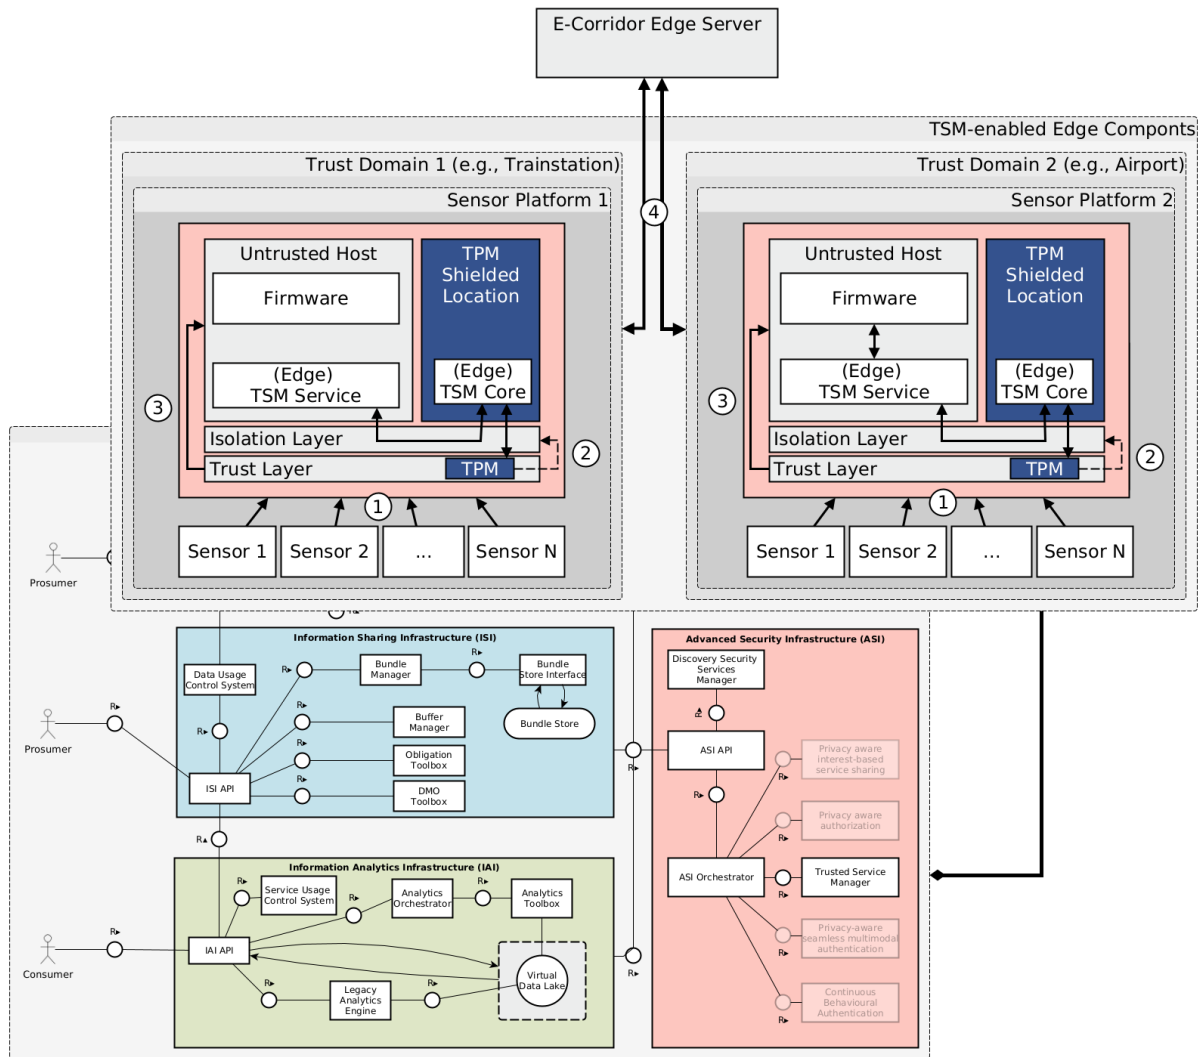 E-Corridor Edge Server
TSM-enabled Edge Componts
Trust Domain 1 (e.g., Trainstation)
Sensor Platform 1
Untrusted Host
Firmware
(Edge)
TSM Service
TPM
Shielded
Location
(Edge)
TSM Core
Isolation Layer
Trust Layer
TPM
3
2
1
Sensor 1
Sensor 2
...
Sensor N
4
Trust Domain 2 (e.g., Airport)
Sensor Platform 2
Untrusted Host
Firmware
(Edge)
TSM Service
TPM
Shielded
Location
(Edge)
TSM Core
Isolation Layer
Trust Layer
TPM
3
2
1
Sensor 1
Sensor 2
...
Sensor N
Prosumer
Prosumer
R▸
Consumer
R▸
Information Sharing Infrastructure (ISI)
Data Usage
Control System
R▸
ISI API
R▸
Bundle
Manager
R▸
Bundle
Store Interface
Bundle Store
R▸
Buffer
Manager
R▸
Obligation
Toolbox
R▸
DMO
Toolbox
R▴
Information Analytics Infrastructure (IAI)
R▸
Service Usage
Control System
R▸
Analytics
Orchestrator
R▸
Analytics
Toolbox
IAI API
R▸
Legacy
Analytics
Engine
R▸
Virtual
Data Lake
R▸
R▸
Advanced Security Infrastructure (ASI)
Discovery Security
Services
Manager
R▸
ASI API
R▸
ASI Orchestrator
Privacy aware
interest-based
service sharing
R▸
Privacy aware
authorization
R▸
Trusted Service
Manager
R▸
Privacy-aware
seamless multimodal
authentication
R▸
Continuous
Behavioural
Authentication
R▸